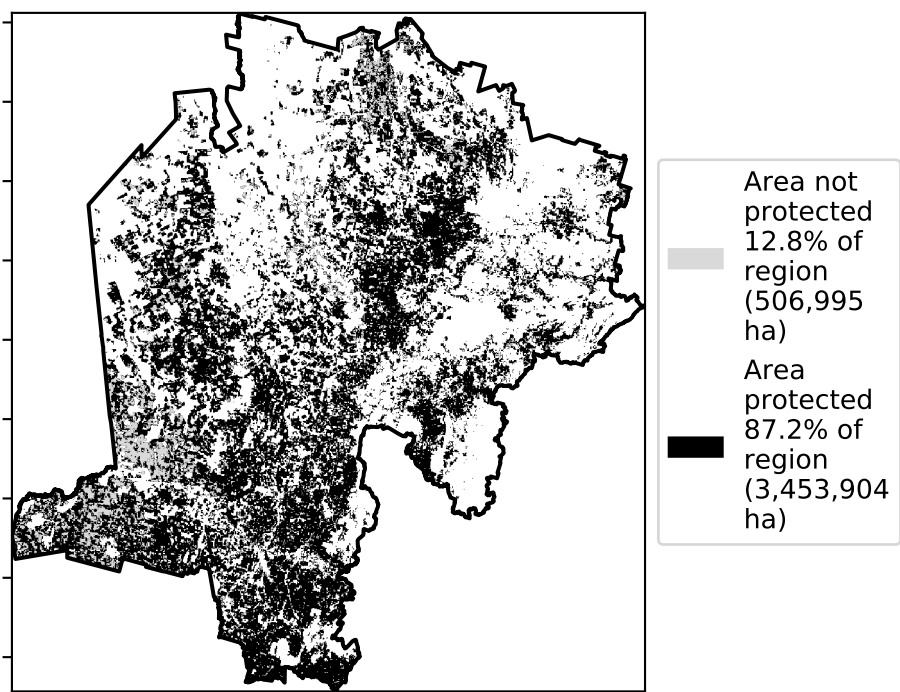 Area not
protected
12.8% of
region
(506,995
ha)
Area
protected
87.2% of
region
(3,453,904
ha)